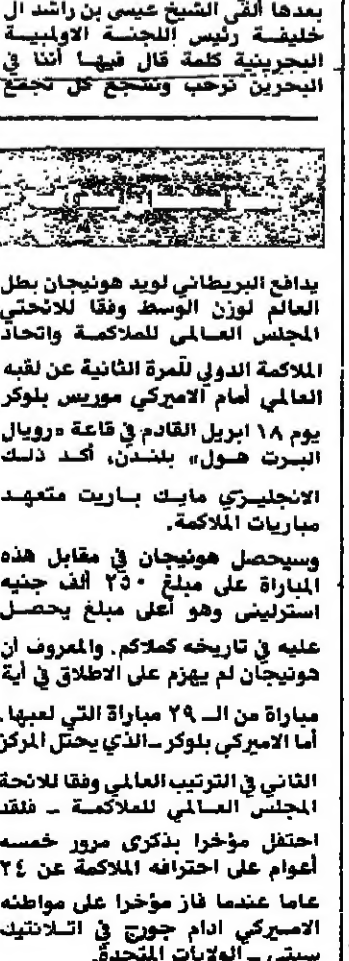 بعدها ألقى الشيخ عيسى بن راشد آل
خليفة رئيس اللجنة الاولمبية
البحرينية كلمة قال فيها أننا في
البحرين نرحب ونشجع كل تجمع
يدافع البريطاني لويد هونيجان بطل
العالم لوزن الوسط وفقا للائحتي
المجلس العالمي للملاكمة واتحاد
الملاكمة الدولي للمرة الثانية عن لقبه
العالمي أمام الاميركي موريس بلوكر
يوم ١٨ ابريل القادم في قاعة «رويال
البرت هول» بلندن، أكد ذلك
الانجليزي مايك باريت متعهد
مباريات الملاكمة.
وسيحصل هونيجان في مقابل هذه
المباراة على مبلغ ٢٥٠ ألف جنيه
استرليني وهو أعلى مبلغ يحصل
عليه في تاريخه كملاكم. والمعروف أن
هونيجان لم يهزم على الاطلاق في أية
مباراة من الـ ٢٩ مباراة التي لعبها.
أما الاميركي بلوكر ـ الذي يحتل المركز
الثاني في الترتيب العالمي وفقا للائحة
المجلس العالمي للملاكمة ـ فلقد
احتفل مؤخرا بذكرى مرور خمسه
أعوام على احترافه الملاكمة عن ٢٤
عاما عندما فاز مؤخرا على مواطنه
الاميركي ادام جورج في اتلانتيك
سيتي ـ الولايات المتحدة.